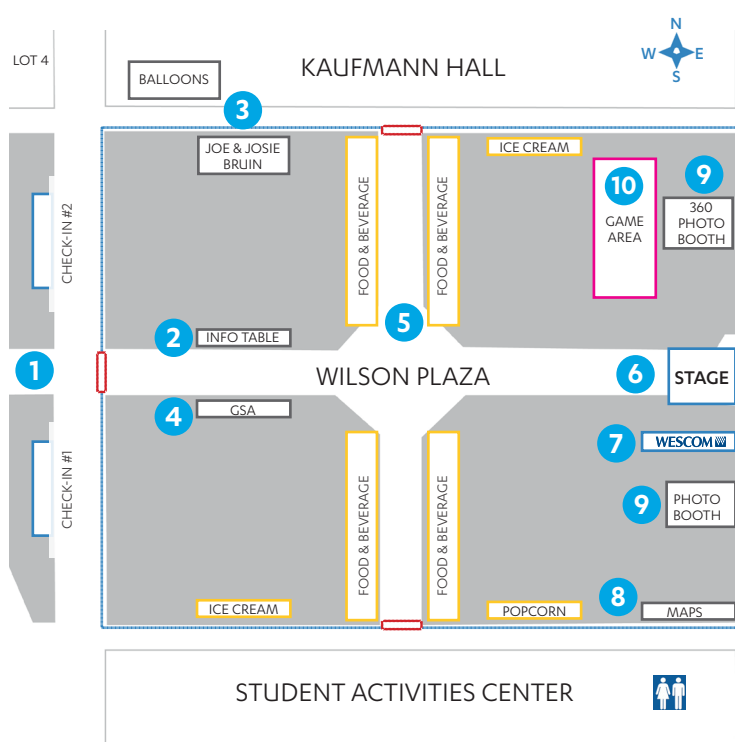 N
W E
S
LOT 4
BALLOONS
KAUFMANN HALL
3
JOE & JOSIE
BRUIN
ICE CREAM
10
GAME
AREA
9
360
PHOTO
BOOTH
CHECK-IN #2
FOOD & BEVERAGE
FOOD & BEVERAGE
2
INFO TABLE
5
1
WILSON PLAZA
6
STAGE
4
GSA
7
WESCOM
CHECK-IN #1
FOOD & BEVERAGE
FOOD & BEVERAGE
9
PHOTO
BOOTH
ICE CREAM
POPCORN
8
MAPS
STUDENT ACTIVITIES CENTER